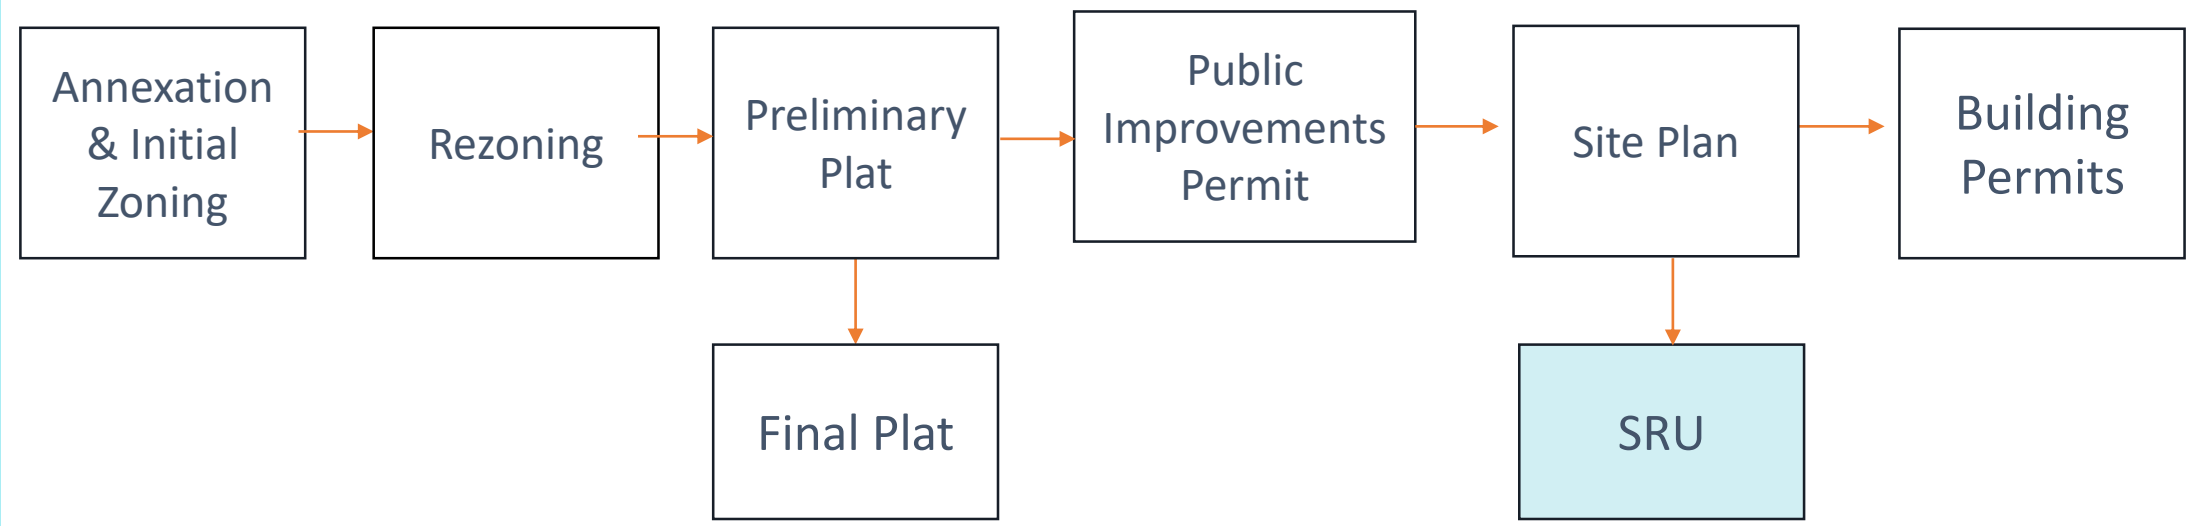 Annexation
& Initial
Zoning
Rezoning
Preliminary
Plat
Public
Improvements
Permit
Site Plan
Building
Permits
Final Plat
SRU